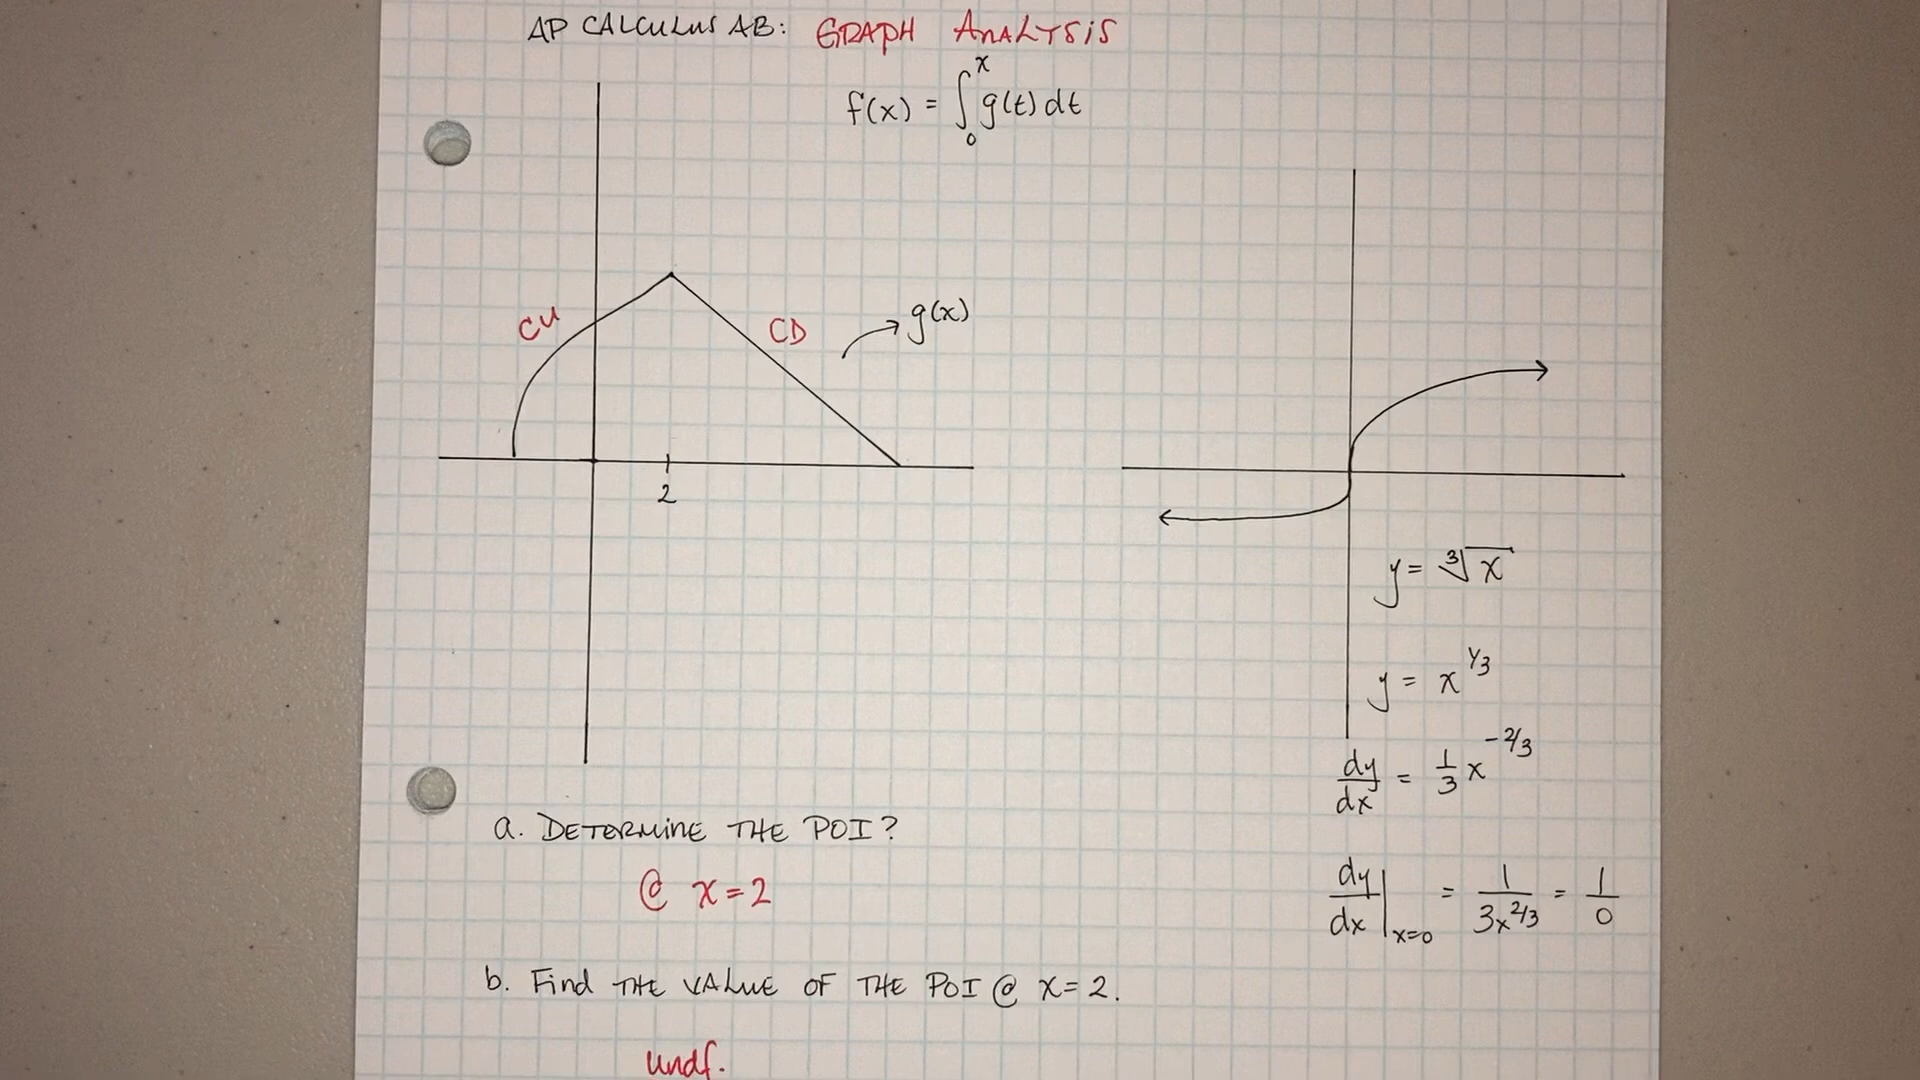 AP CALCULUS AB: GRAPH ANALYSIS
f(x) = ∫₀ˣ g(t) dt
CU
CD
g(x)
2
y = ∛x
y = x^(1/3)
dy/dx = 1/3 x^(-2/3)
a. DETERMINE THE POI?
@ x=2
dy/dx |x=0 = 1/(3x^(2/3)) = 1/0
b. Find THE VALUE OF THE POI @ x=2.
undf.